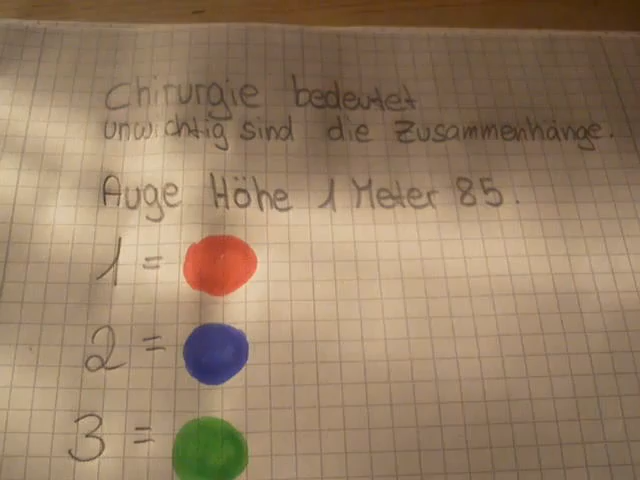 Chirurgie bedeutet
unwichtig sind die Zusammenhänge.
Auge Höhe 1 Meter 85.
1 =
2 =
3 =